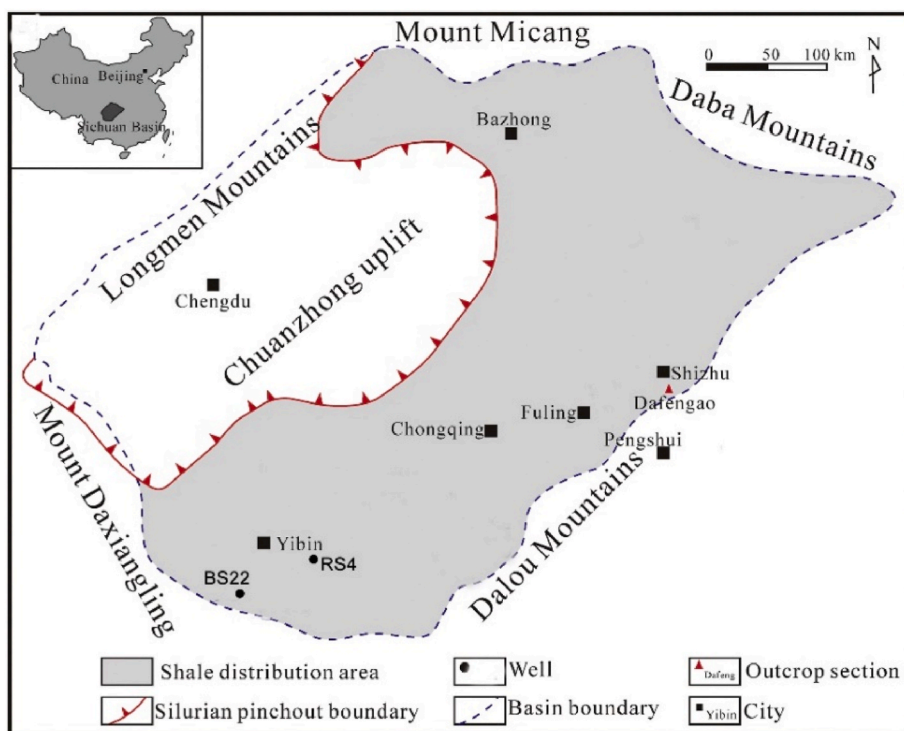 Mount Micang
0 50 100 km
N
China Beijing
Sichuan Basin
Bazhong
Daba Mountains
Longmen Mountains
Chengdu
Chuanzhong uplift
Shizhu
Dafengao
Fuling
Chongqing
Pengshui
Mount Daxiangling
Dalou Mountains
Yibin
RS4
BS22
Shale distribution area
Well
Dafeng
Outcrop section
Silurian pinchout boundary
Basin boundary
Yibin
City